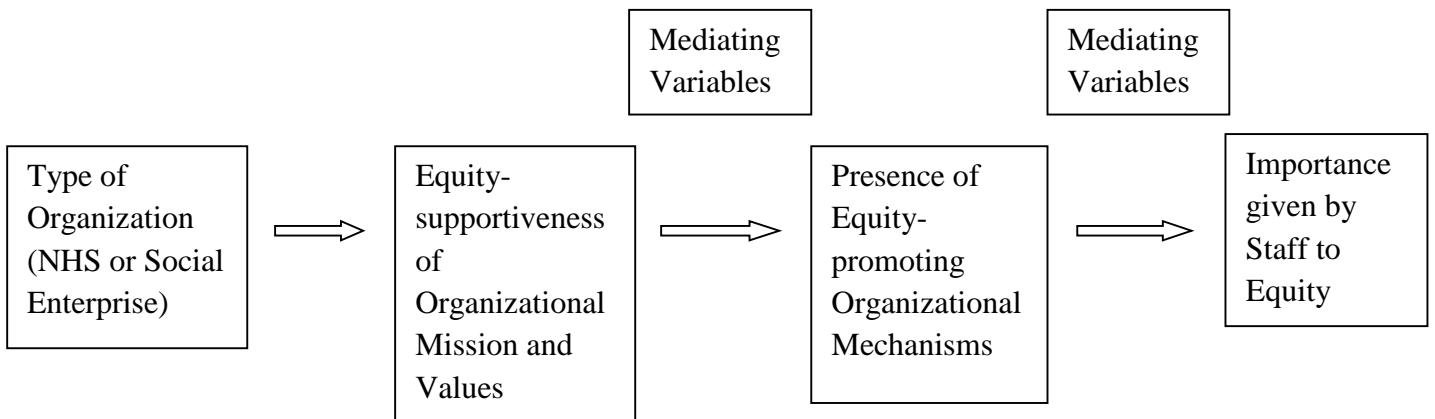 Mediating
Variables
Mediating
Variables
Type of
Organization
(NHS or Social
Enterprise)
Equity-
supportiveness
of
Organizational
Mission and
Values
Presence of
Equity-
promoting
Organizational
Mechanisms
Importance
given by
Staff to
Equity